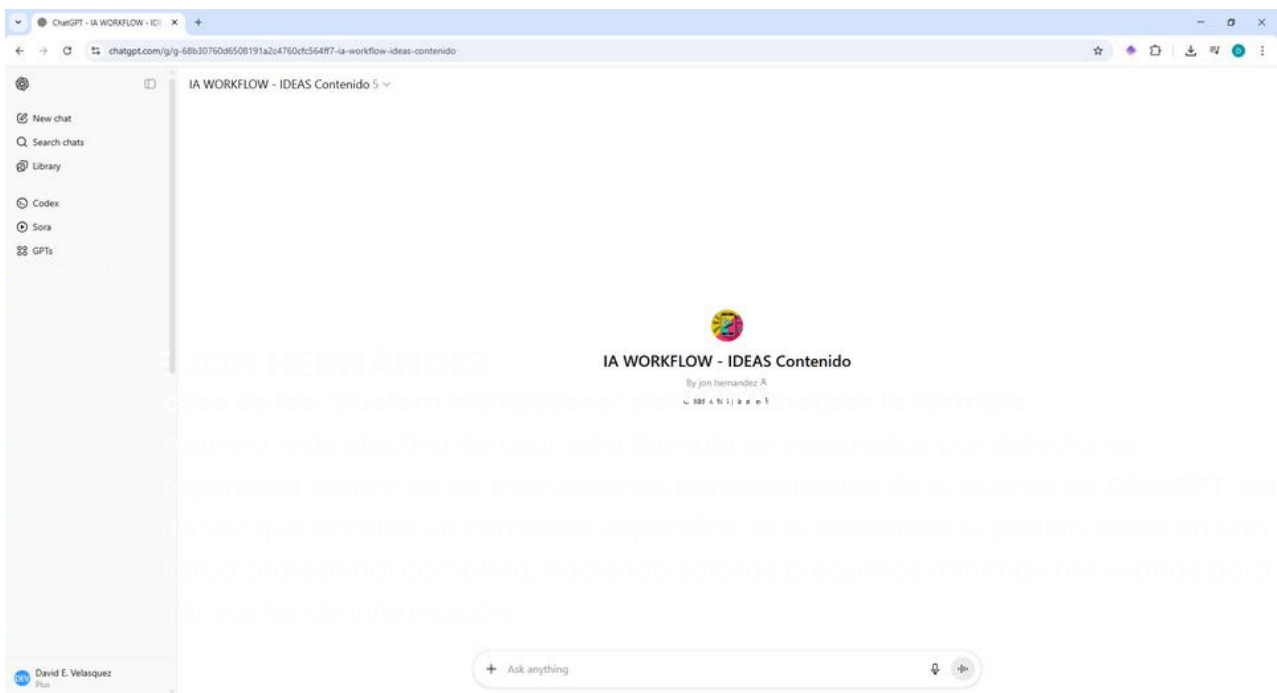 ChatGPT - IA WORKFLOW - IDE
chatgpt.com/g/g-68b30760d6508191a2c4760cfc564ff7-ia-workflow-ideas-contenido
IA WORKFLOW - IDEAS Contenido 5
New chat
Search chats
Library
Codex
Sora
GPTs
JON HERNÁNDEZ
IA WORKFLOW - IDEAS Contenido
By jon hernandez
de las "Custom Instructions" para la Fórmula
manera más efectiva de usar esta fórmula en respuestas por defecto, es
dentro de las instrucciones personalizadas de tu cuenta de ChatGPT.
vez que añadas un comando específico, la IA convertirá tu pedido breve en una
profesional completa, haciendo solo las preguntas mínimas necesarias para
vacíos de información.
Ask anything
DEV
David E. Velasquez
Plus